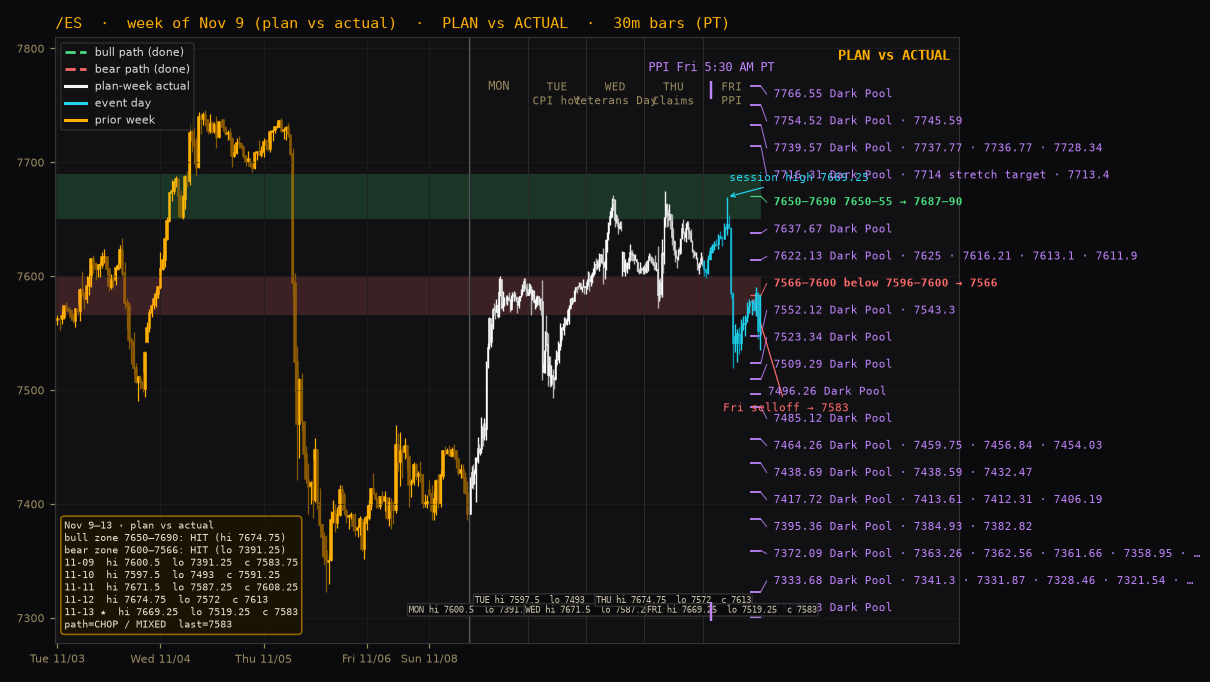 /ES · week of Nov 9 (plan vs actual) · PLAN vs ACTUAL · 30m bars (PT)
PLAN vs ACTUAL
bull path (done)
bear path (done)
plan-week actual
event day
prior week
PPI Fri 5:30 AM PT
MON
TUE
CPI hot
WED
Veterans Day
THU
Claims
FRI
PPI
7800
7700
7600
7500
7400
7300
7766.55 Dark Pool
7754.52 Dark Pool · 7745.59
7739.57 Dark Pool · 7737.77 · 7736.77 · 7728.34
7716.31 Dark Pool · 7714 stretch target · 7713.4
session high 7669.25
7650–7690 7650–55 → 7687–90
7637.67 Dark Pool
7622.13 Dark Pool · 7625 · 7616.21 · 7613.1 · 7611.9
7566–7600 below 7596–7600 → 7566
7552.12 Dark Pool · 7543.3
7523.34 Dark Pool
7509.29 Dark Pool
7496.26 Dark Pool
Fri selloff → 7583
7485.12 Dark Pool
7464.26 Dark Pool · 7459.75 · 7456.84 · 7454.03
7438.69 Dark Pool · 7438.59 · 7432.47
7417.72 Dark Pool · 7413.61 · 7412.31 · 7406.19
7395.36 Dark Pool · 7384.93 · 7382.82
7372.09 Dark Pool · 7363.26 · 7362.56 · 7361.66 · 7358.95 · …
7333.68 Dark Pool · 7341.3 · 7331.87 · 7328.46 · 7321.54 · …
Dark Pool
Nov 9–13 · plan vs actual
bull zone 7650–7690: HIT (hi 7674.75)
bear zone 7600–7566: HIT (lo 7391.25)
11-09 hi 7600.5 lo 7391.25 c 7583.75
11-10 hi 7597.5 lo 7493 c 7591.25
11-11 hi 7671.5 lo 7587.25 c 7608.25
11-12 hi 7674.75 lo 7572 c 7613
11-13 ★ hi 7669.25 lo 7519.25 c 7583
path=CHOP / MIXED last=7583
TUE hi 7597.5 lo 7493
THU hi 7674.75 lo 7572 c 7613
MON hi 7600.5 lo 7391.
WED hi 7671.5 lo 7587.2
FRI hi 7669.25 lo 7519.25 c 7583
Tue 11/03
Wed 11/04
Thu 11/05
Fri 11/06
Sun 11/08